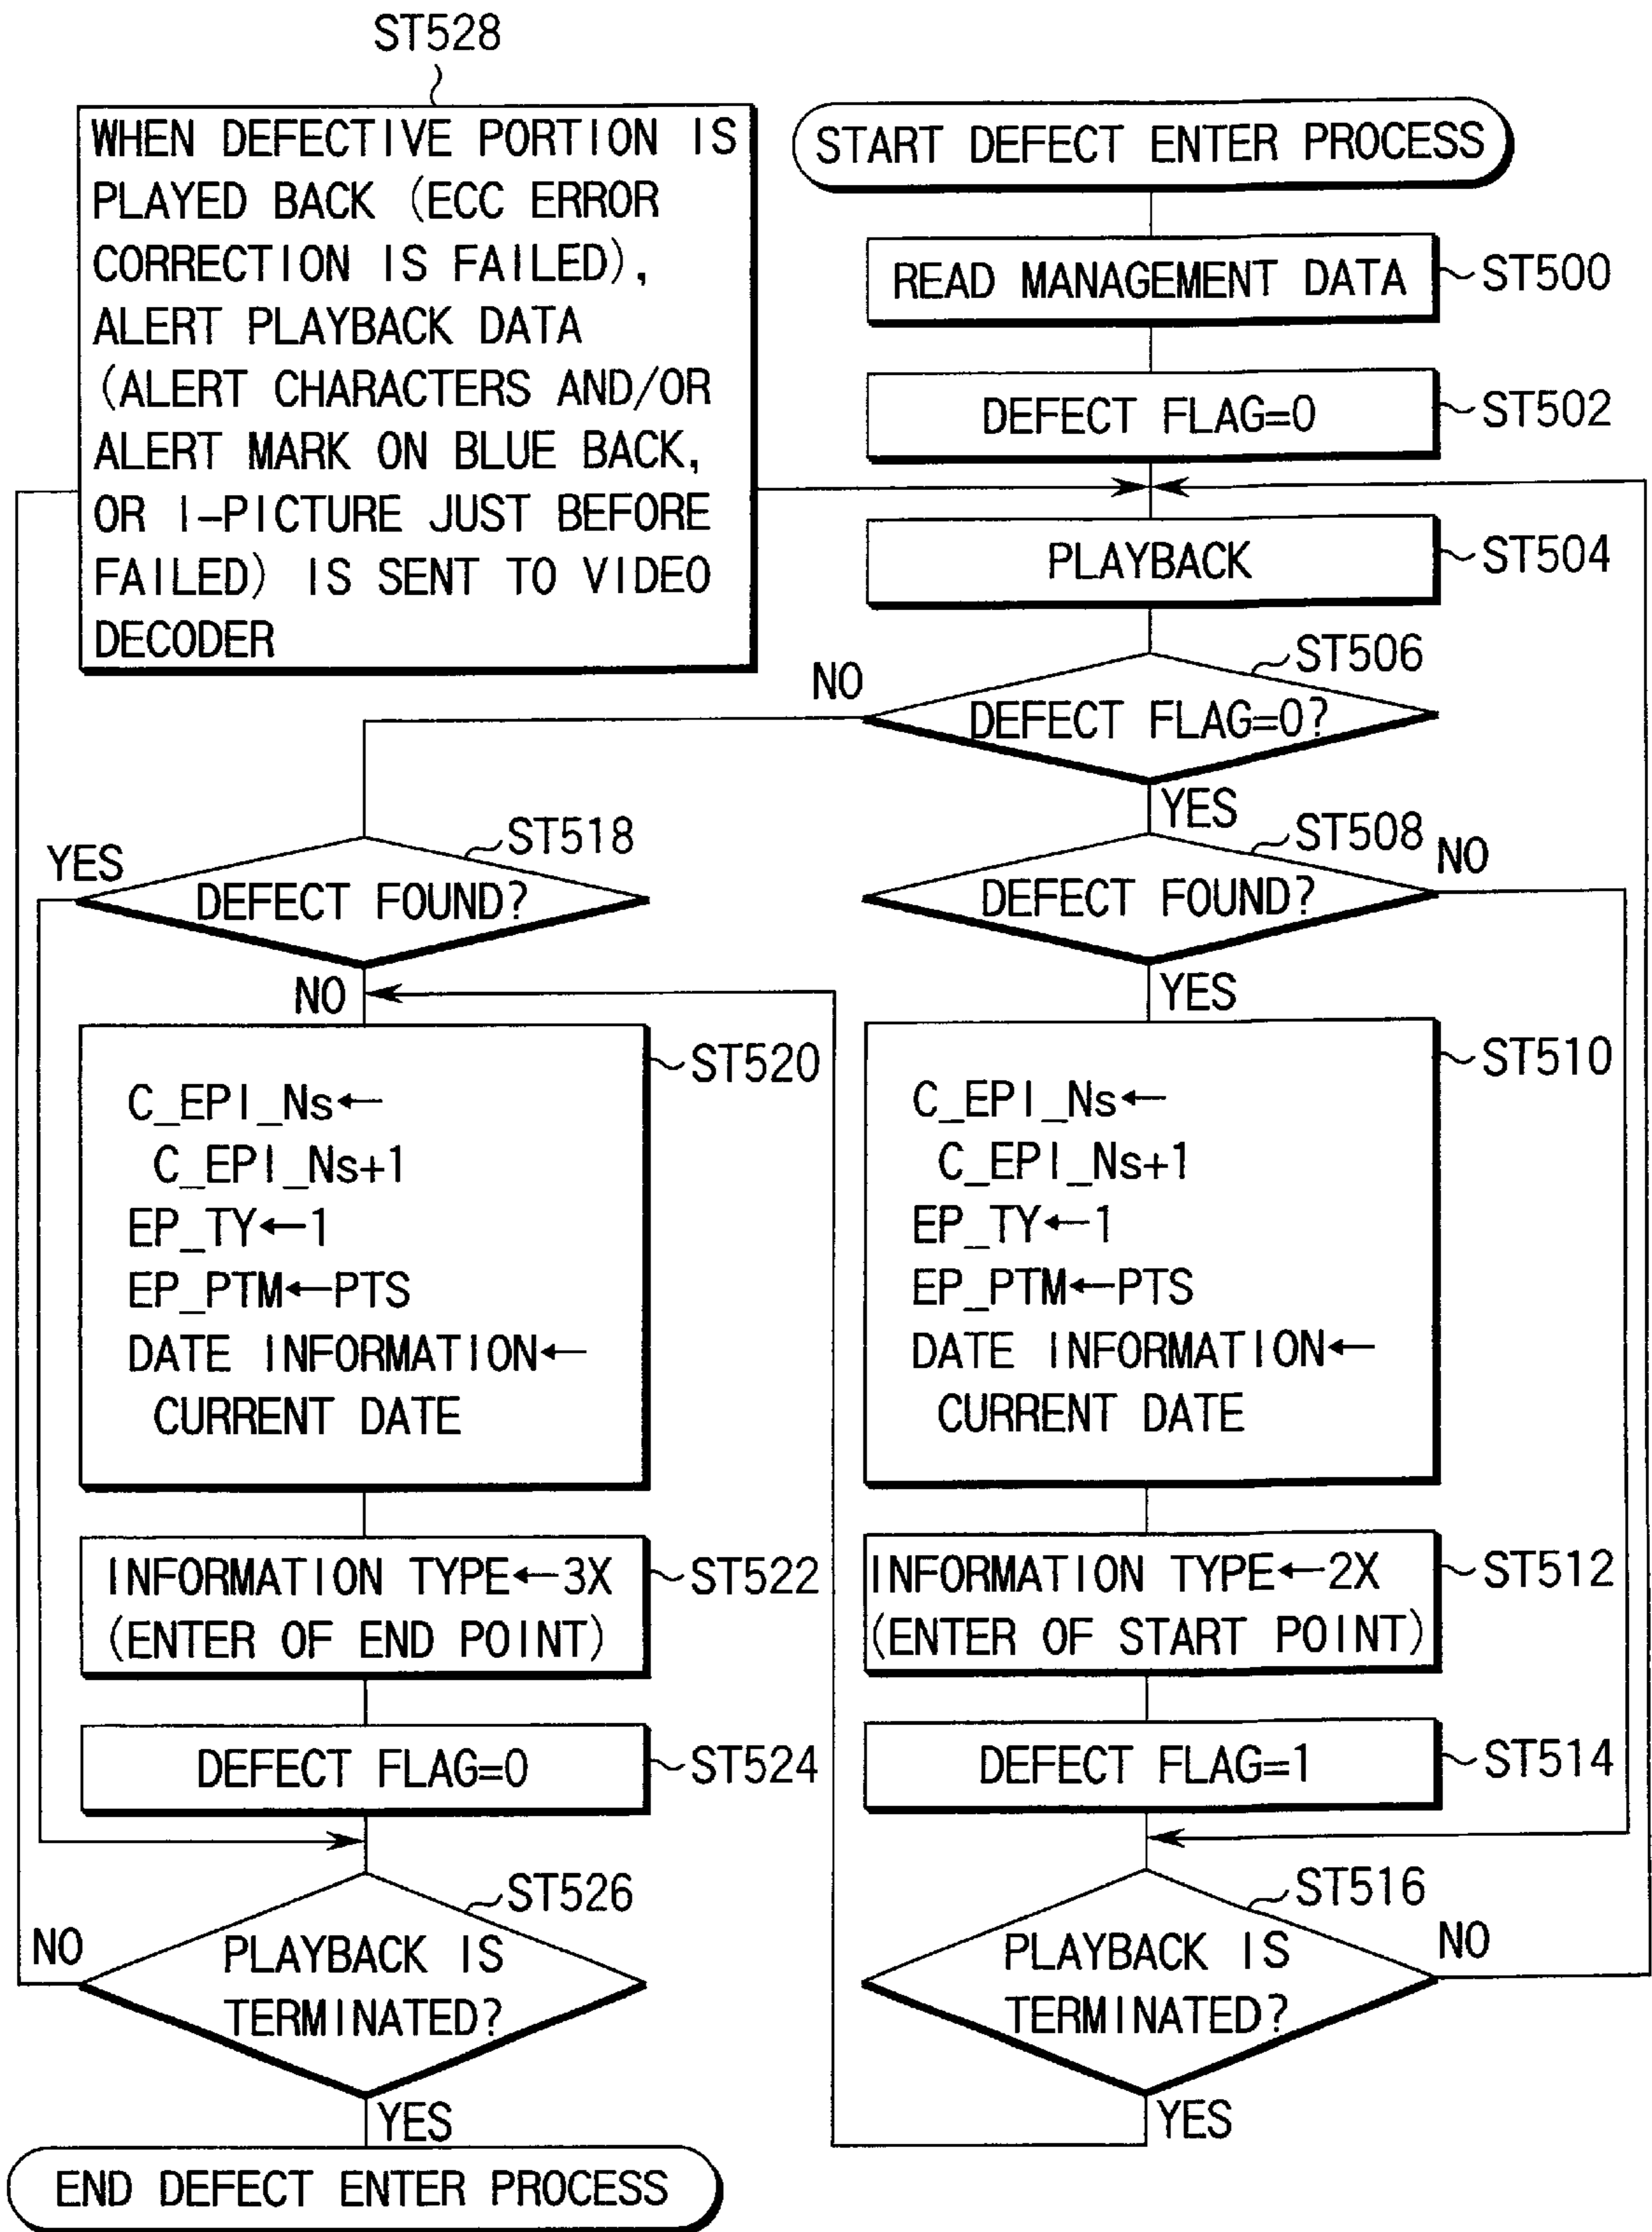 ST528
WHEN DEFECTIVE PORTION IS
PLAYED BACK (ECC ERROR
CORRECTION IS FAILED),
ALERT PLAYBACK DATA
(ALERT CHARACTERS AND/OR
ALERT MARK ON BLUE BACK,
OR I-PICTURE JUST BEFORE
FAILED) IS SENT TO VIDEO
DECODER
START DEFECT ENTER PROCESS
READ MANAGEMENT DATA
ST500
DEFECT FLAG=0
ST502
PLAYBACK
ST504
ST506
NO
DEFECT FLAG=0?
YES
ST518
YES
DEFECT FOUND?
NO
ST508
NO
DEFECT FOUND?
YES
ST520
C_EPI_Ns←
C_EPI_Ns+1
EP_TY←1
EP_PTM←PTS
DATE INFORMATION←
CURRENT DATE
ST510
C_EPI_Ns←
C_EPI_Ns+1
EP_TY←1
EP_PTM←PTS
DATE INFORMATION←
CURRENT DATE
INFORMATION TYPE←3X
(ENTER OF END POINT)
ST522
INFORMATION TYPE←2X
(ENTER OF START POINT)
ST512
DEFECT FLAG=0
ST524
DEFECT FLAG=1
ST514
ST526
NO
PLAYBACK IS
TERMINATED?
YES
ST516
NO
PLAYBACK IS
TERMINATED?
YES
END DEFECT ENTER PROCESS